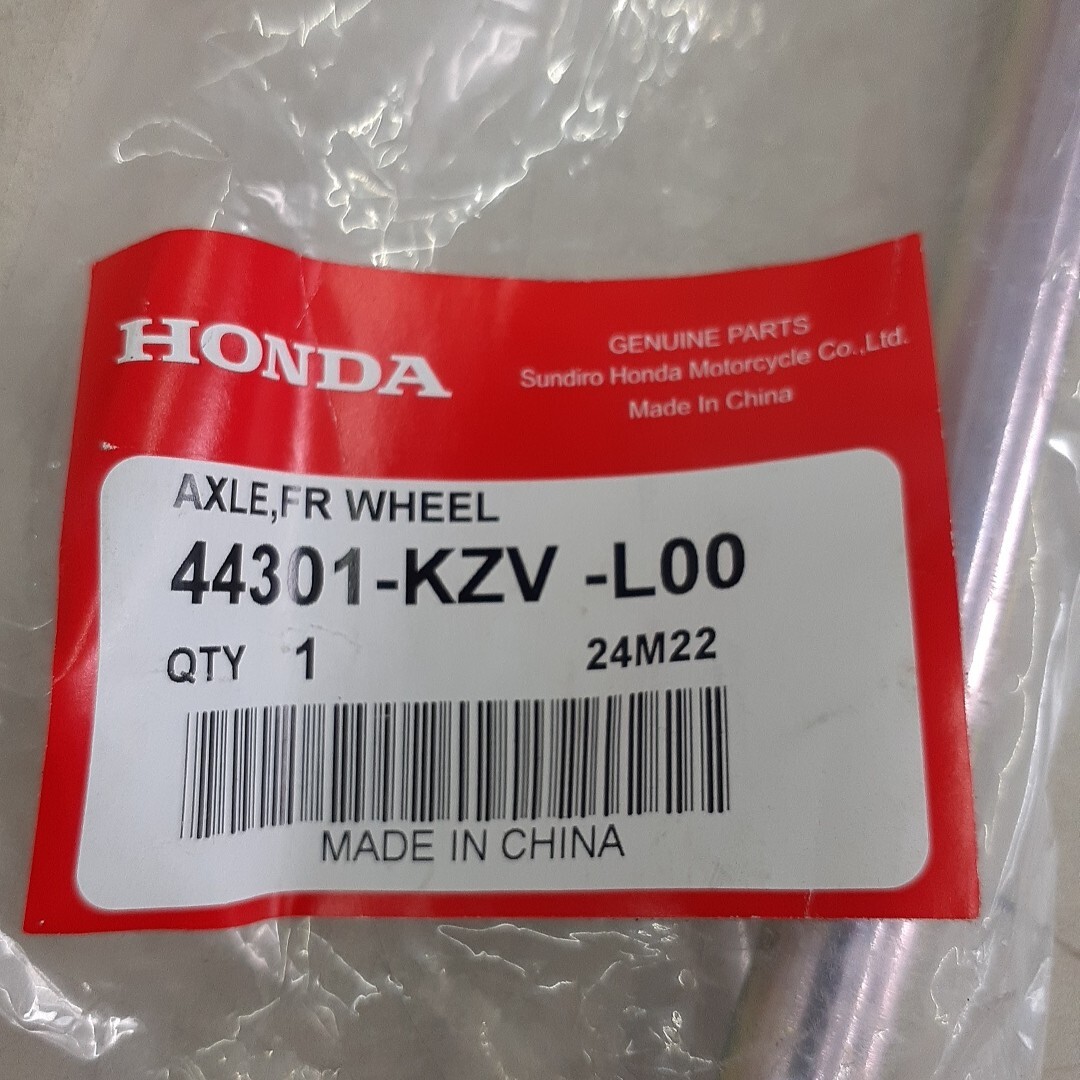 HONDA
GENUINE PARTS
Sundiro Honda Motorcycle Co.,Ltd.
Made In China
AXLE,FR WHEEL
44301-KZV -L00
QTY 1 24M22
MADE IN CHINA